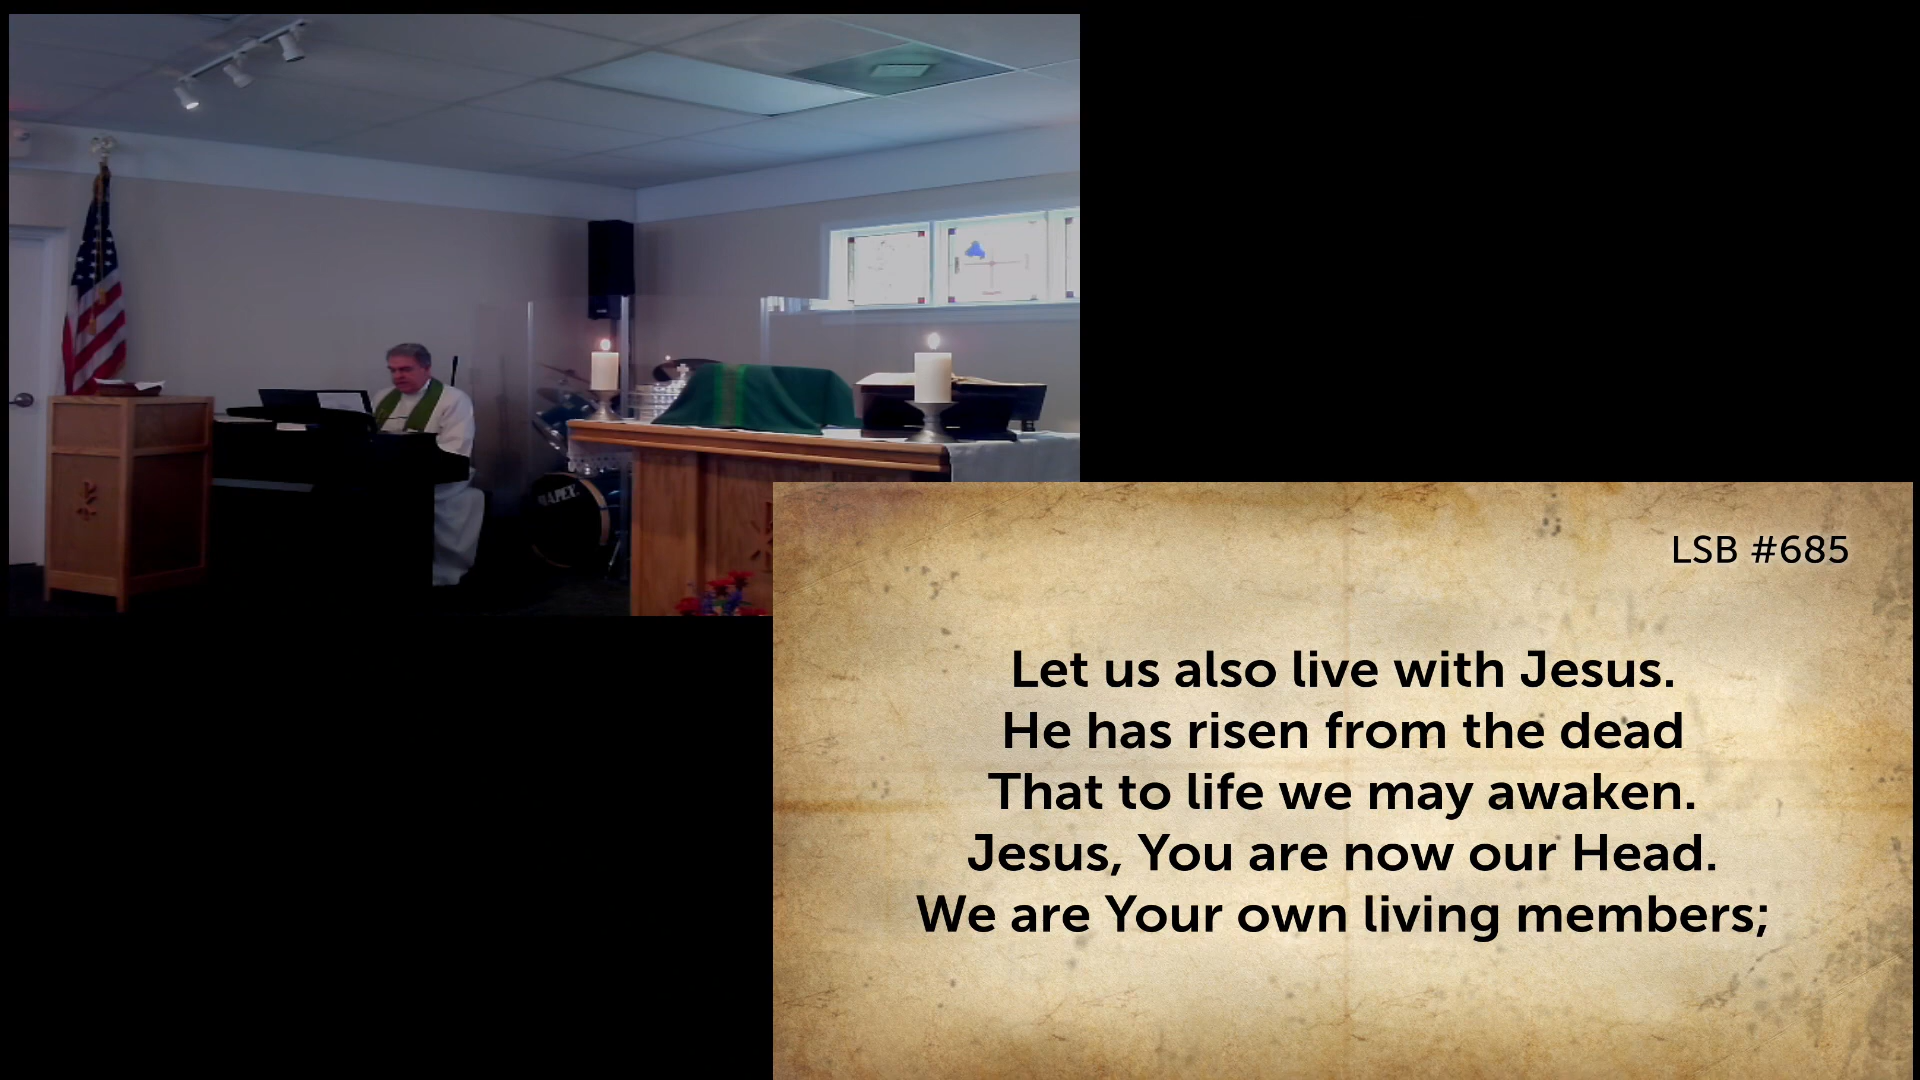 MAPEX
LSB #685
Let us also live with Jesus.
He has risen from the dead
That to life we may awaken.
Jesus, You are now our Head.
We are Your own living members;